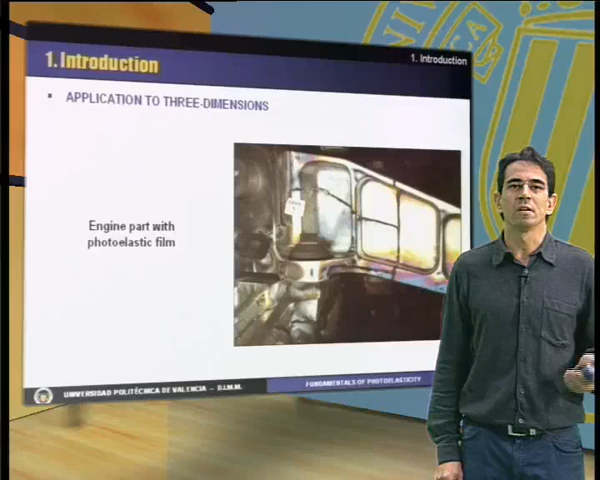 1.Introduction
1. Introduction
▪ APPLICATION TO THREE-DIMENSIONS
Engine part with
photoelastic film
UNIVERSIDAD POLITÉCNICA DE VALENCIA - D.I.M.M.
FUNDAMENTALS OF PHOTOELASTICITY